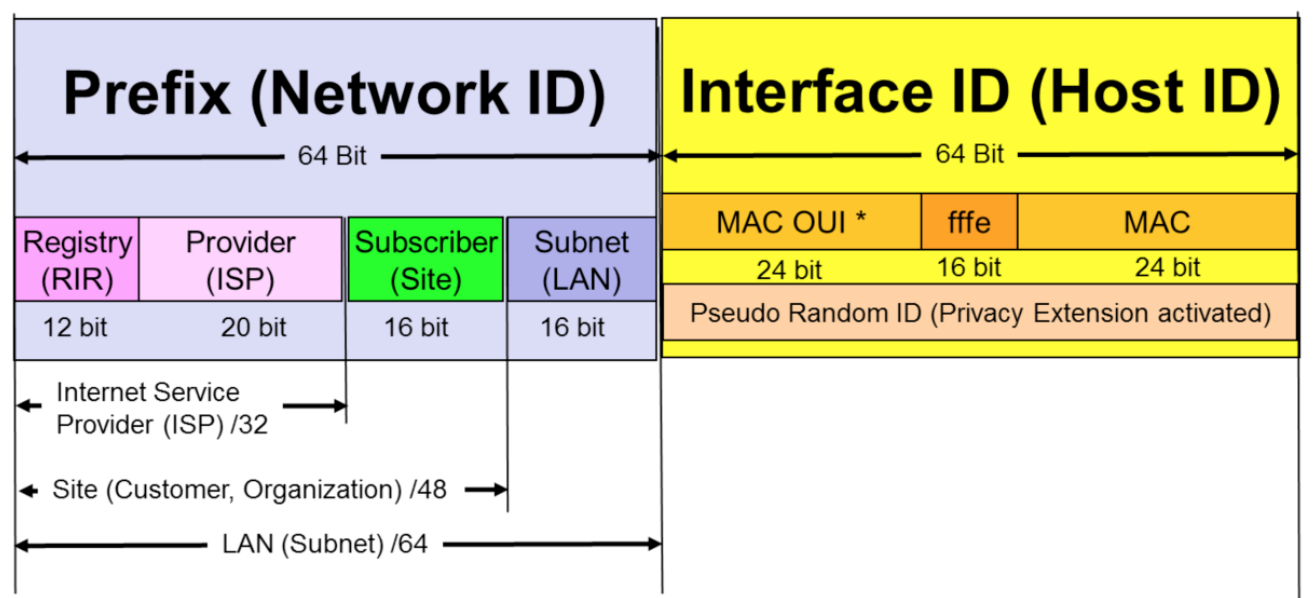 Prefix (Network ID)
Interface ID (Host ID)
64 Bit
64 Bit
Registry
(RIR)
Provider
(ISP)
Subscriber
(Site)
Subnet
(LAN)
MAC OUI *
fffe
MAC
12 bit
20 bit
16 bit
16 bit
24 bit
16 bit
24 bit
Pseudo Random ID (Privacy Extension activated)
Internet Service
Provider (ISP) /32
Site (Customer, Organization) /48
LAN (Subnet) /64